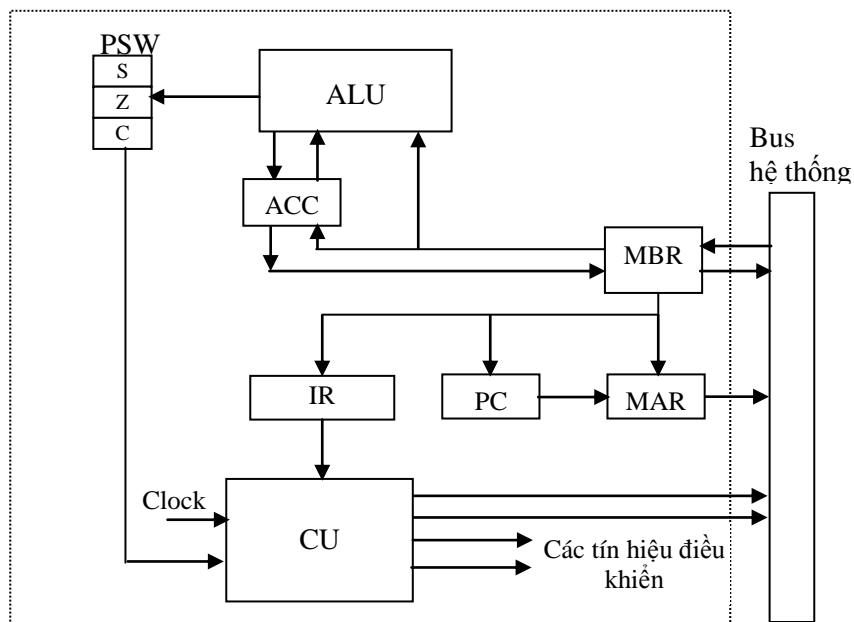 PSW
S
Z
C
ALU
Bus
hệ thống
ACC
MBR
IR
PC
MAR
Clock
CU
Các tín hiệu điều
khiển